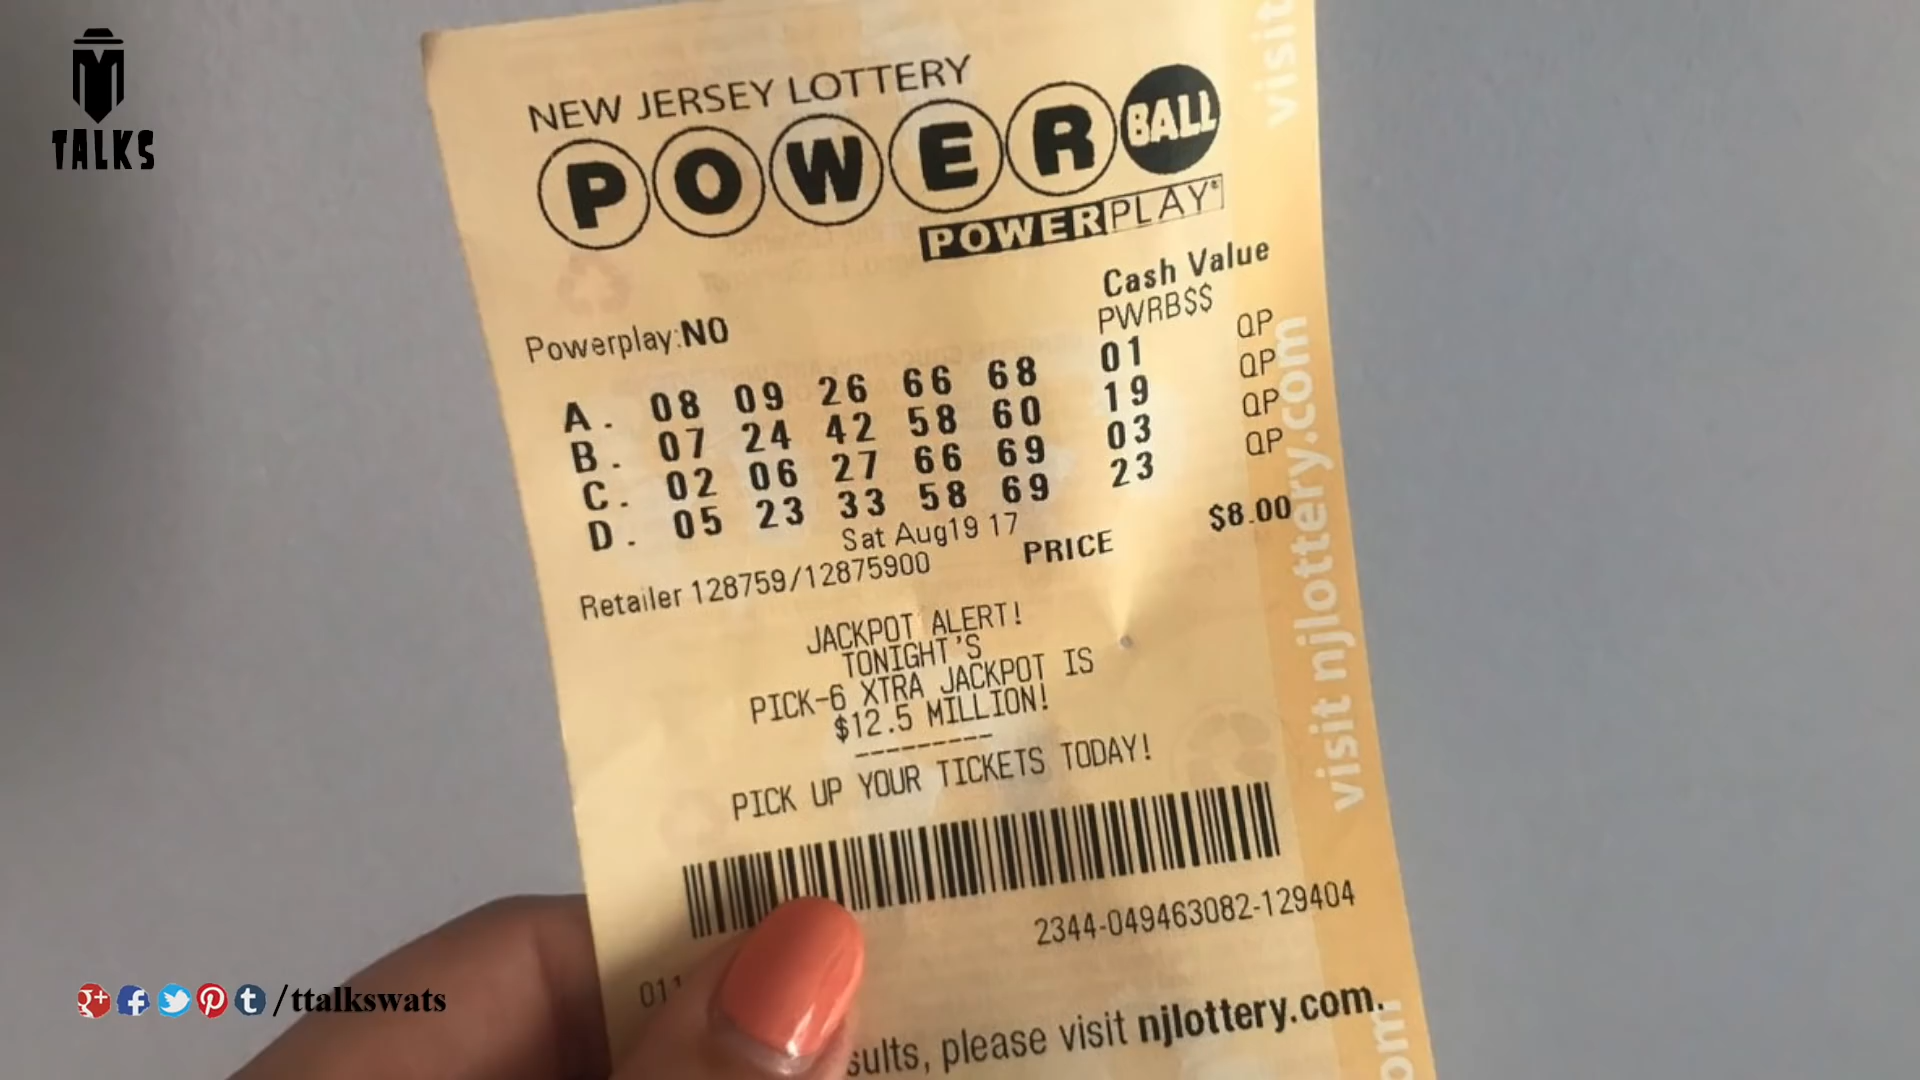 TALKS
NEW JERSEY LOTTERY
POWER BALL
POWERPLAY
Cash Value
PWRB$$
Powerplay:NO
A. 08 09 26 66 68 01 QP
B. 07 24 42 58 60 19 QP
C. 02 06 27 66 69 03 QP
D. 05 23 33 58 69 23 QP
Sat Aug19 17
PRICE $8.00
Retailer 128759/12875900
JACKPOT ALERT!
TONIGHT'S
PICK-6 XTRA JACKPOT IS
$12.5 MILLION!
---------
PICK UP YOUR TICKETS TODAY!
2344-049463082-129404
please visit njlottery.com.
visit
visit njlottery.com
/ttalkswats